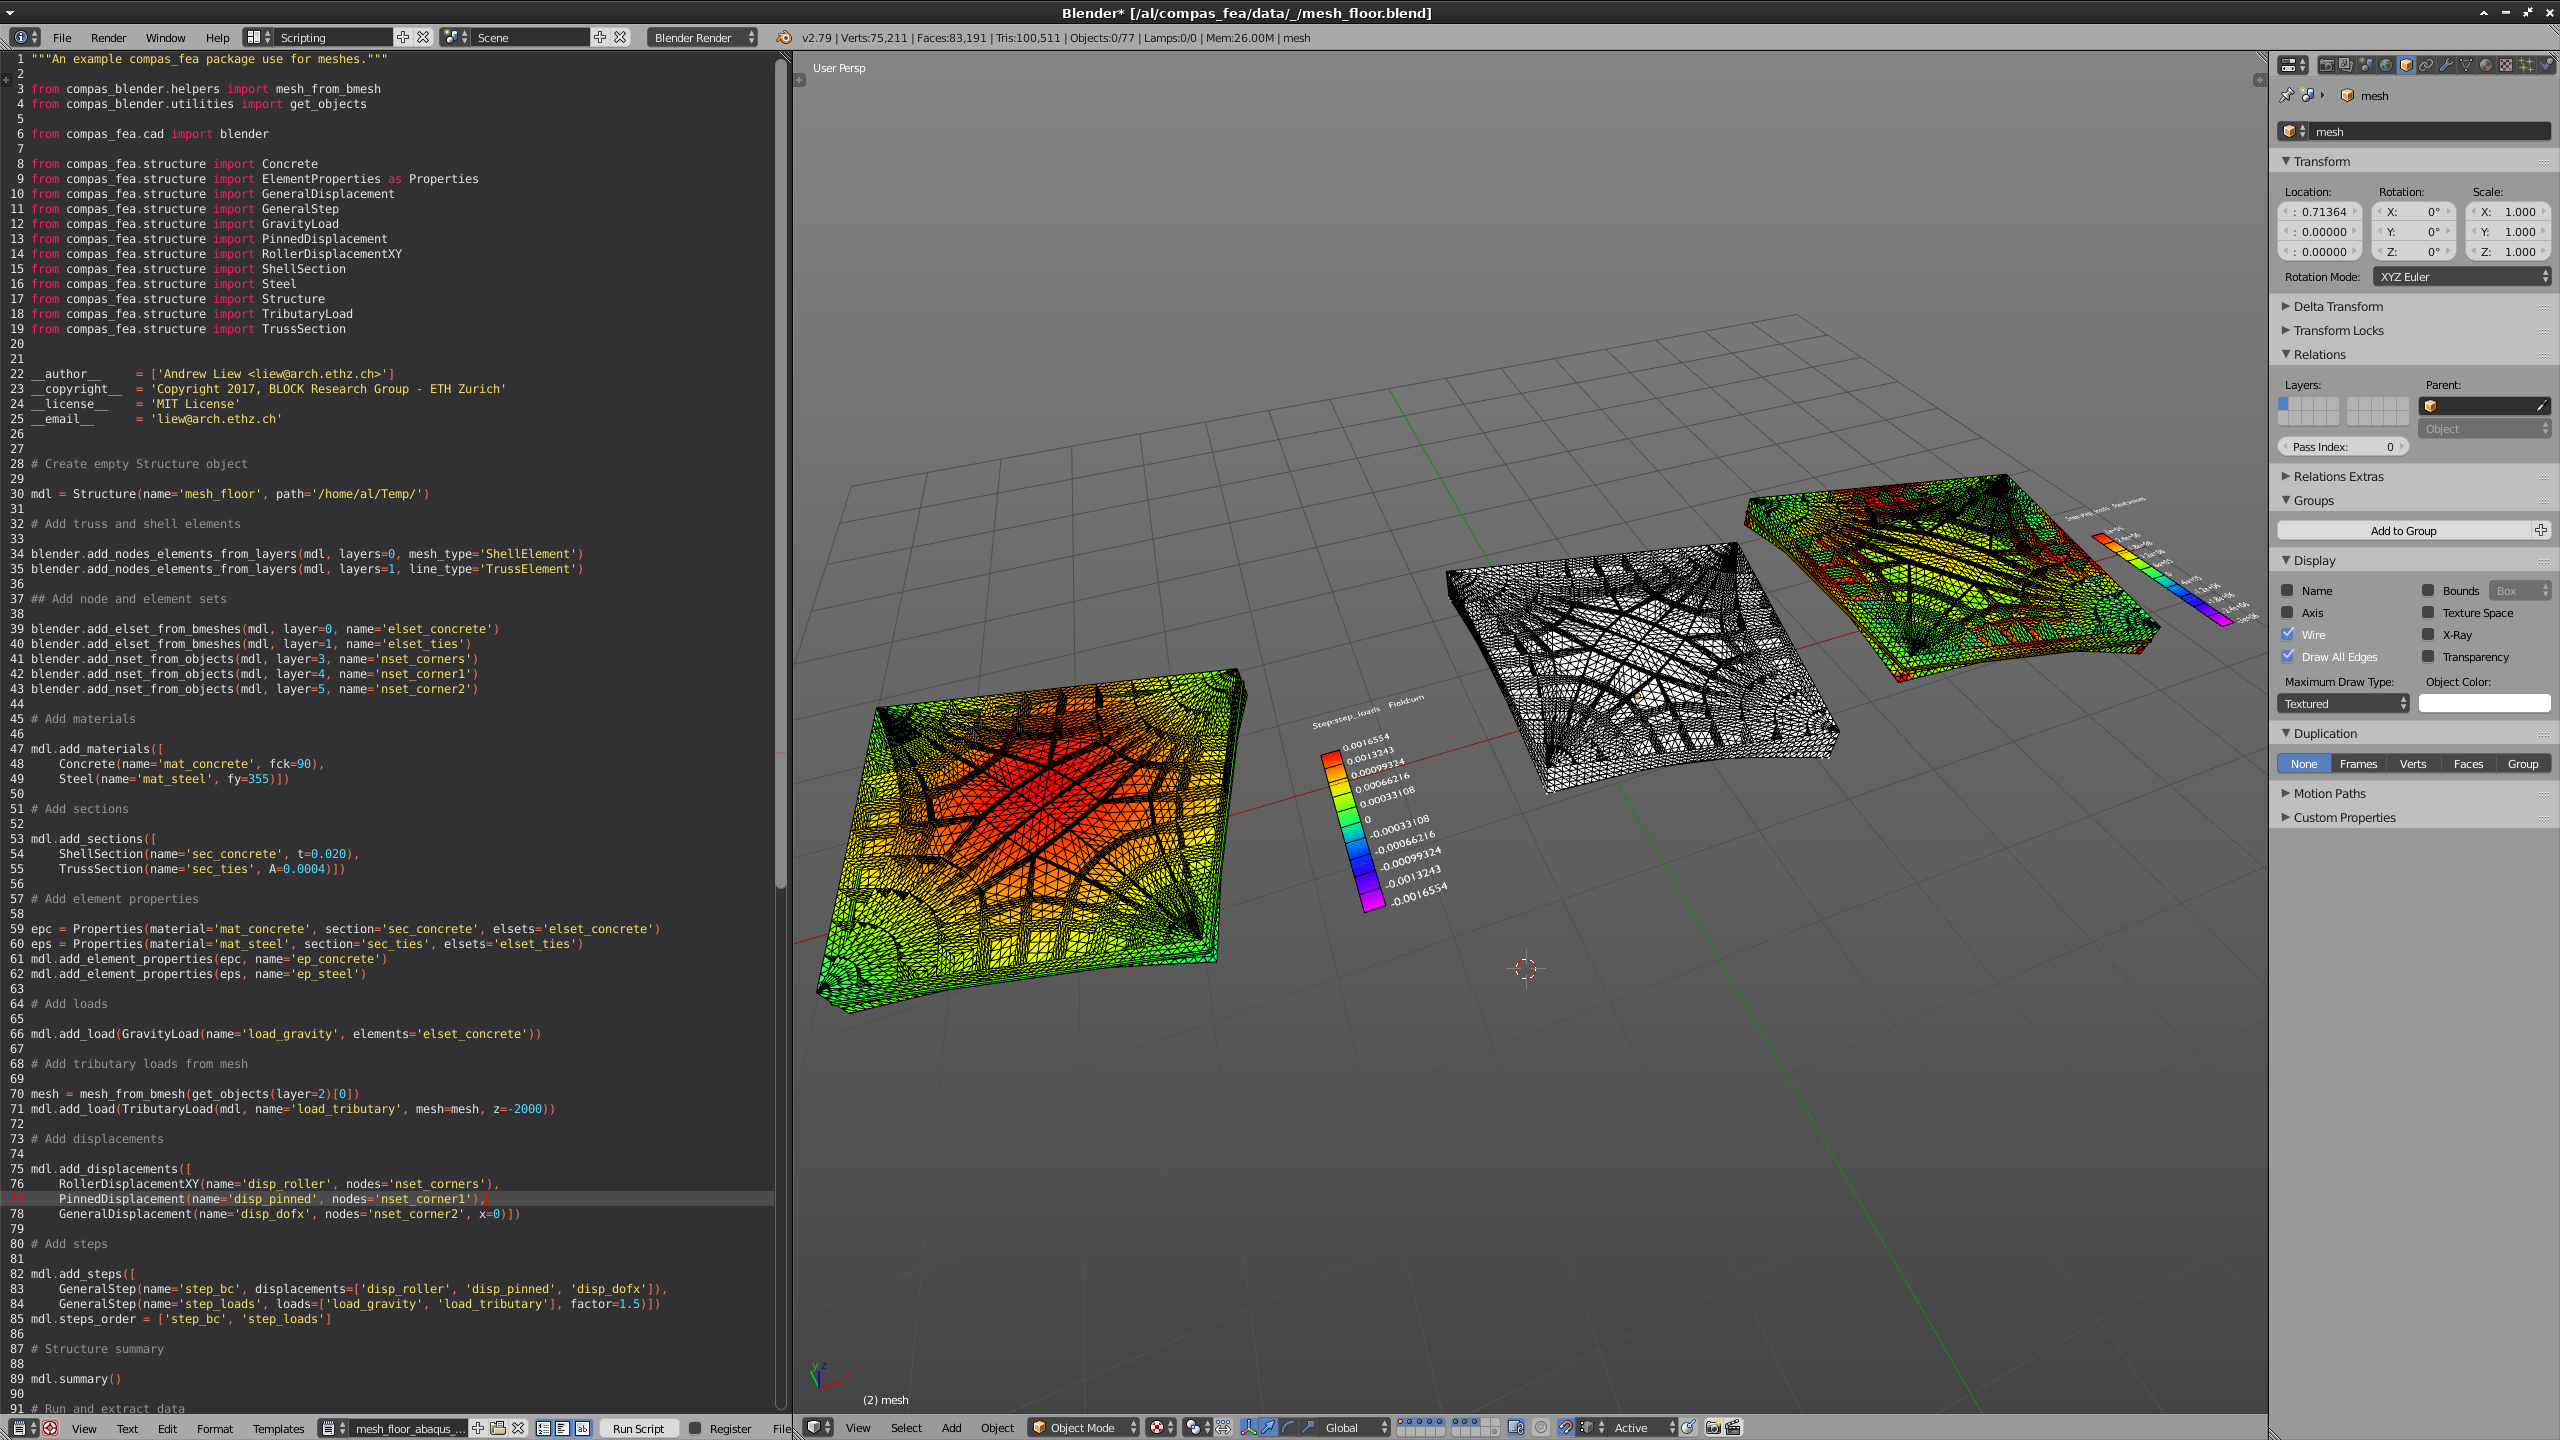 Blender* [/al/compas_fea/data/_/mesh_floor.blend]
File Render Window Help Scripting Scene Blender Render v2.79 | Verts:75,211 | Faces:83,191 | Tris:100,511 | Objects:0/77 | Lamps:0/0 | Mem:26.00M | mesh
1 """An example compas_fea package use for meshes."""
2
3 from compas_blender.helpers import mesh_from_bmesh
4 from compas_blender.utilities import get_objects
5
6 from compas_fea.cad import blender
7
8 from compas_fea.structure import Concrete
9 from compas_fea.structure import ElementProperties as Properties
10 from compas_fea.structure import GeneralDisplacement
11 from compas_fea.structure import GeneralStep
12 from compas_fea.structure import GravityLoad
13 from compas_fea.structure import PinnedDisplacement
14 from compas_fea.structure import RollerDisplacementXY
15 from compas_fea.structure import ShellSection
16 from compas_fea.structure import Steel
17 from compas_fea.structure import Structure
18 from compas_fea.structure import TributaryLoad
19 from compas_fea.structure import TrussSection
20
21
22 __author__ = ['Andrew Liew <liew@arch.ethz.ch>']
23 __copyright__ = 'Copyright 2017, BLOCK Research Group - ETH Zurich'
24 __license__ = 'MIT License'
25 __email__ = 'liew@arch.ethz.ch'
26
27
28 # Create empty Structure object
29
30 mdl = Structure(name='mesh_floor', path='/home/al/Temp/')
31
32 # Add truss and shell elements
33
34 blender.add_nodes_elements_from_layers(mdl, layers=0, mesh_type='ShellElement')
35 blender.add_nodes_elements_from_layers(mdl, layers=1, line_type='TrussElement')
36
37 ## Add node and element sets
38
39 blender.add_elset_from_bmeshes(mdl, layer=0, name='elset_concrete')
40 blender.add_elset_from_bmeshes(mdl, layer=1, name='elset_ties')
41 blender.add_nset_from_objects(mdl, layer=3, name='nset_corners')
42 blender.add_nset_from_objects(mdl, layer=4, name='nset_corner1')
43 blender.add_nset_from_objects(mdl, layer=5, name='nset_corner2')
44
45 # Add materials
46
47 mdl.add_materials([
48 Concrete(name='mat_concrete', fck=90),
49 Steel(name='mat_steel', fy=355)])
50
51 # Add sections
52
53 mdl.add_sections([
54 ShellSection(name='sec_concrete', t=0.020),
55 TrussSection(name='sec_ties', A=0.0004)])
56
57 # Add element properties
58
59 epc = Properties(material='mat_concrete', section='sec_concrete', elsets='elset_concrete')
60 eps = Properties(material='mat_steel', section='sec_ties', elsets='elset_ties')
61 mdl.add_element_properties(epc, name='ep_concrete')
62 mdl.add_element_properties(eps, name='ep_steel')
63
64 # Add loads
65
66 mdl.add_load(GravityLoad(name='load_gravity', elements='elset_concrete'))
67
68 # Add tributary loads from mesh
69
70 mesh = mesh_from_bmesh(get_objects(layer=2)[0])
71 mdl.add_load(TributaryLoad(mdl, name='load_tributary', mesh=mesh, z=-2000))
72
73 # Add displacements
74
75 mdl.add_displacements([
76 RollerDisplacementXY(name='disp_roller', nodes='nset_corners'),
77 PinnedDisplacement(name='disp_pinned', nodes='nset_corner1'),
78 GeneralDisplacement(name='disp_dofx', nodes='nset_corner2', x=0)])
79
80 # Add steps
81
82 mdl.add_steps([
83 GeneralStep(name='step_bc', displacements=['disp_roller', 'disp_pinned', 'disp_dofx']),
84 GeneralStep(name='step_loads', loads=['load_gravity', 'load_tributary'], factor=1.5)])
85 mdl.steps_order = ['step_bc', 'step_loads']
86
87 # Structure summary
88
89 mdl.summary()
90
91 # Run and extract data
View Text Edit Format Templates mesh_floor_abaqus_... Run Script Register File
User Persp
Step:step_loads Field:um
0.0016554
0.0013243
0.00099324
0.00066216
0.00033108
0
-0.00033108
-0.00066216
-0.00099324
-0.0013243
-0.0016554
y z
(2) mesh
View Select Add Object Object Mode Global Active
mesh
mesh
Transform
Location: Rotation: Scale:
: 0.71364 X: 0° X: 1.000
: 0.00000 Y: 0° Y: 1.000
: 0.00000 Z: 0° Z: 1.000
Rotation Mode: XYZ Euler
Delta Transform
Transform Locks
Relations
Layers: Parent:
Object
Pass Index: 0
Relations Extras
Groups
Add to Group
Display
Name Bounds Box
Axis Texture Space
Wire X-Ray
Draw All Edges Transparency
Maximum Draw Type: Object Color:
Textured
Duplication
None Frames Verts Faces Group
Motion Paths
Custom Properties